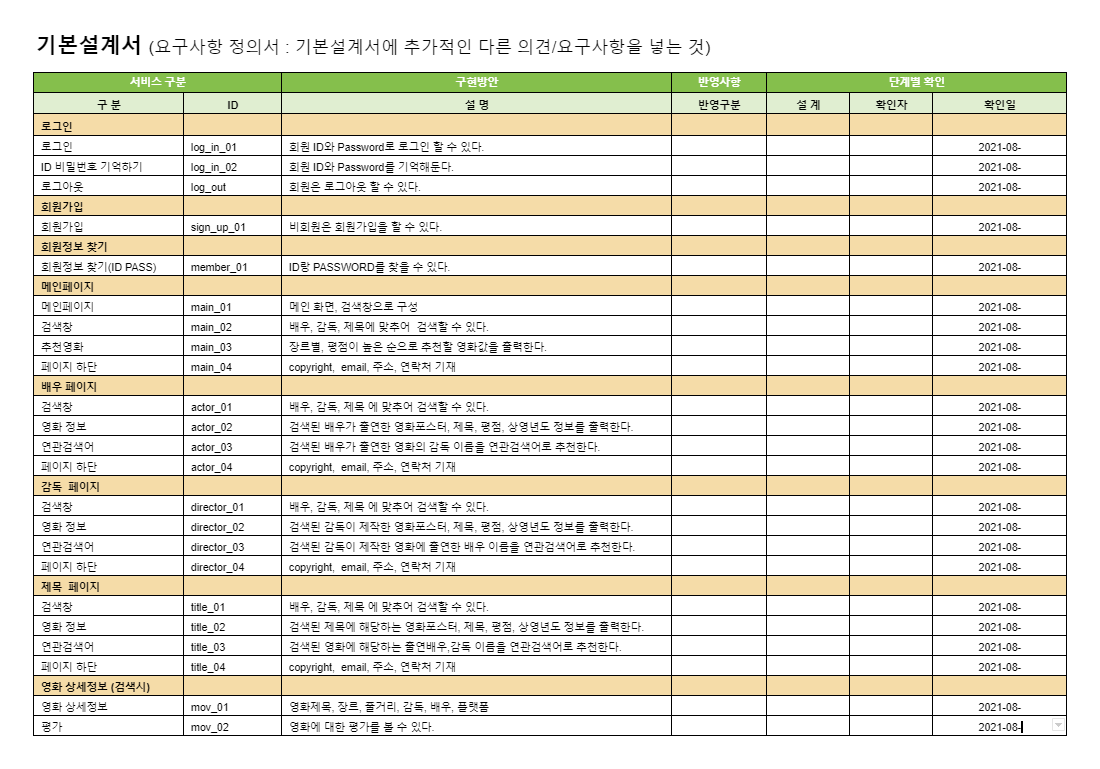 기본설계서 (요구사항 정의서 : 기본설계서에 추가적인 다른 의견/요구사항을 넣는 것)
서비스 구분 구현방안 반영사항 단계별 확인
구 분 ID 설 명 반영구분 설 계 확인자 확인일
로그인
로그인 log_in_01 회원 ID와 Password로 로그인 할 수 있다. 2021-08-
ID 비밀번호 기억하기 log_in_02 회원 ID와 Password를 기억해둔다. 2021-08-
로그아웃 log_out 회원은 로그아웃 할 수 있다. 2021-08-
회원가입
회원가입 sign_up_01 비회원은 회원가입을 할 수 있다. 2021-08-
회원정보 찾기
회원정보 찾기(ID PASS) member_01 ID랑 PASSWORD를 찾을 수 있다. 2021-08-
메인페이지
메인페이지 main_01 메인 화면, 검색창으로 구성 2021-08-
검색창 main_02 배우, 감독, 제목에 맞추어 검색할 수 있다. 2021-08-
추천영화 main_03 장르별, 평점이 높은 순으로 추천할 영화값을 출력한다. 2021-08-
페이지 하단 main_04 copyright, email, 주소, 연락처 기재 2021-08-
배우 페이지
검색창 actor_01 배우, 감독, 제목 에 맞추어 검색할 수 있다. 2021-08-
영화 정보 actor_02 검색된 배우가 출연한 영화포스터, 제목, 평점, 상영년도 정보를 출력한다. 2021-08-
연관검색어 actor_03 검색된 배우가 출연한 영화의 감독 이름을 연관검색어로 추천한다. 2021-08-
페이지 하단 actor_04 copyright, email, 주소, 연락처 기재 2021-08-
감독 페이지
검색창 director_01 배우, 감독, 제목 에 맞추어 검색할 수 있다. 2021-08-
영화 정보 director_02 검색된 감독이 제작한 영화포스터, 제목, 평점, 상영년도 정보를 출력한다. 2021-08-
연관검색어 director_03 검색된 감독이 제작한 영화에 출연한 배우 이름을 연관검색어로 추천한다. 2021-08-
페이지 하단 director_04 copyright, email, 주소, 연락처 기재 2021-08-
제목 페이지
검색창 title_01 배우, 감독, 제목 에 맞추어 검색할 수 있다. 2021-08-
영화 정보 title_02 검색된 제목에 해당하는 영화포스터, 제목, 평점, 상영년도 정보를 출력한다. 2021-08-
연관검색어 title_03 검색된 영화에 해당하는 출연배우,감독 이름을 연관검색어로 추천한다. 2021-08-
페이지 하단 title_04 copyright, email, 주소, 연락처 기재 2021-08-
영화 상세정보 (검색시)
영화 상세정보 mov_01 영화제목, 장르, 줄거리, 감독, 배우, 플랫폼 2021-08-
평가 mov_02 영화에 대한 평가를 볼 수 있다. 2021-08-